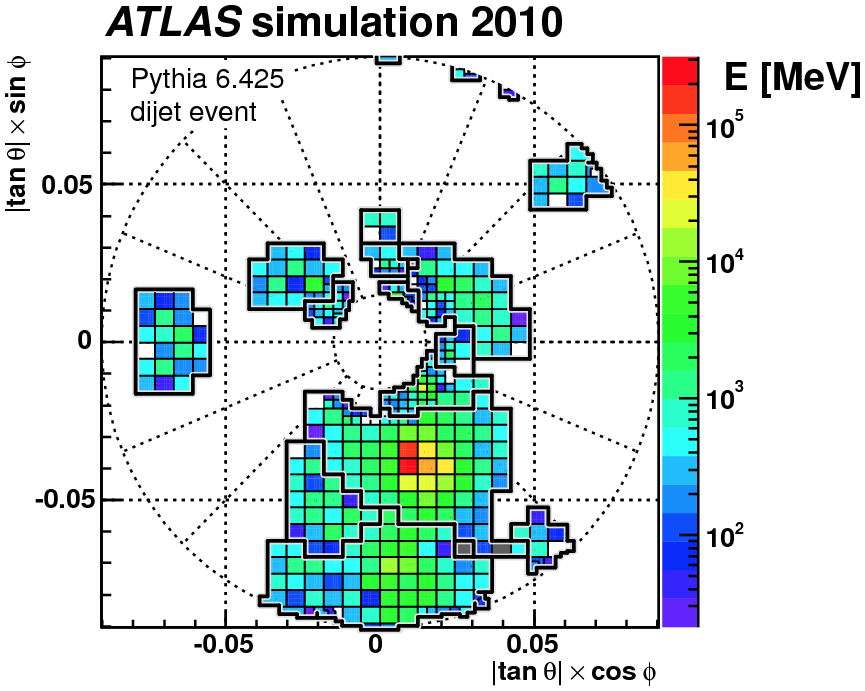 ATLAS simulation 2010
Pythia 6.425
dijet event
E [MeV]
|tan θ| × sin ϕ
0.05
0
-0.05
10^5
10^4
10^3
10^2
-0.05 0 0.05
|tan θ| × cos ϕ